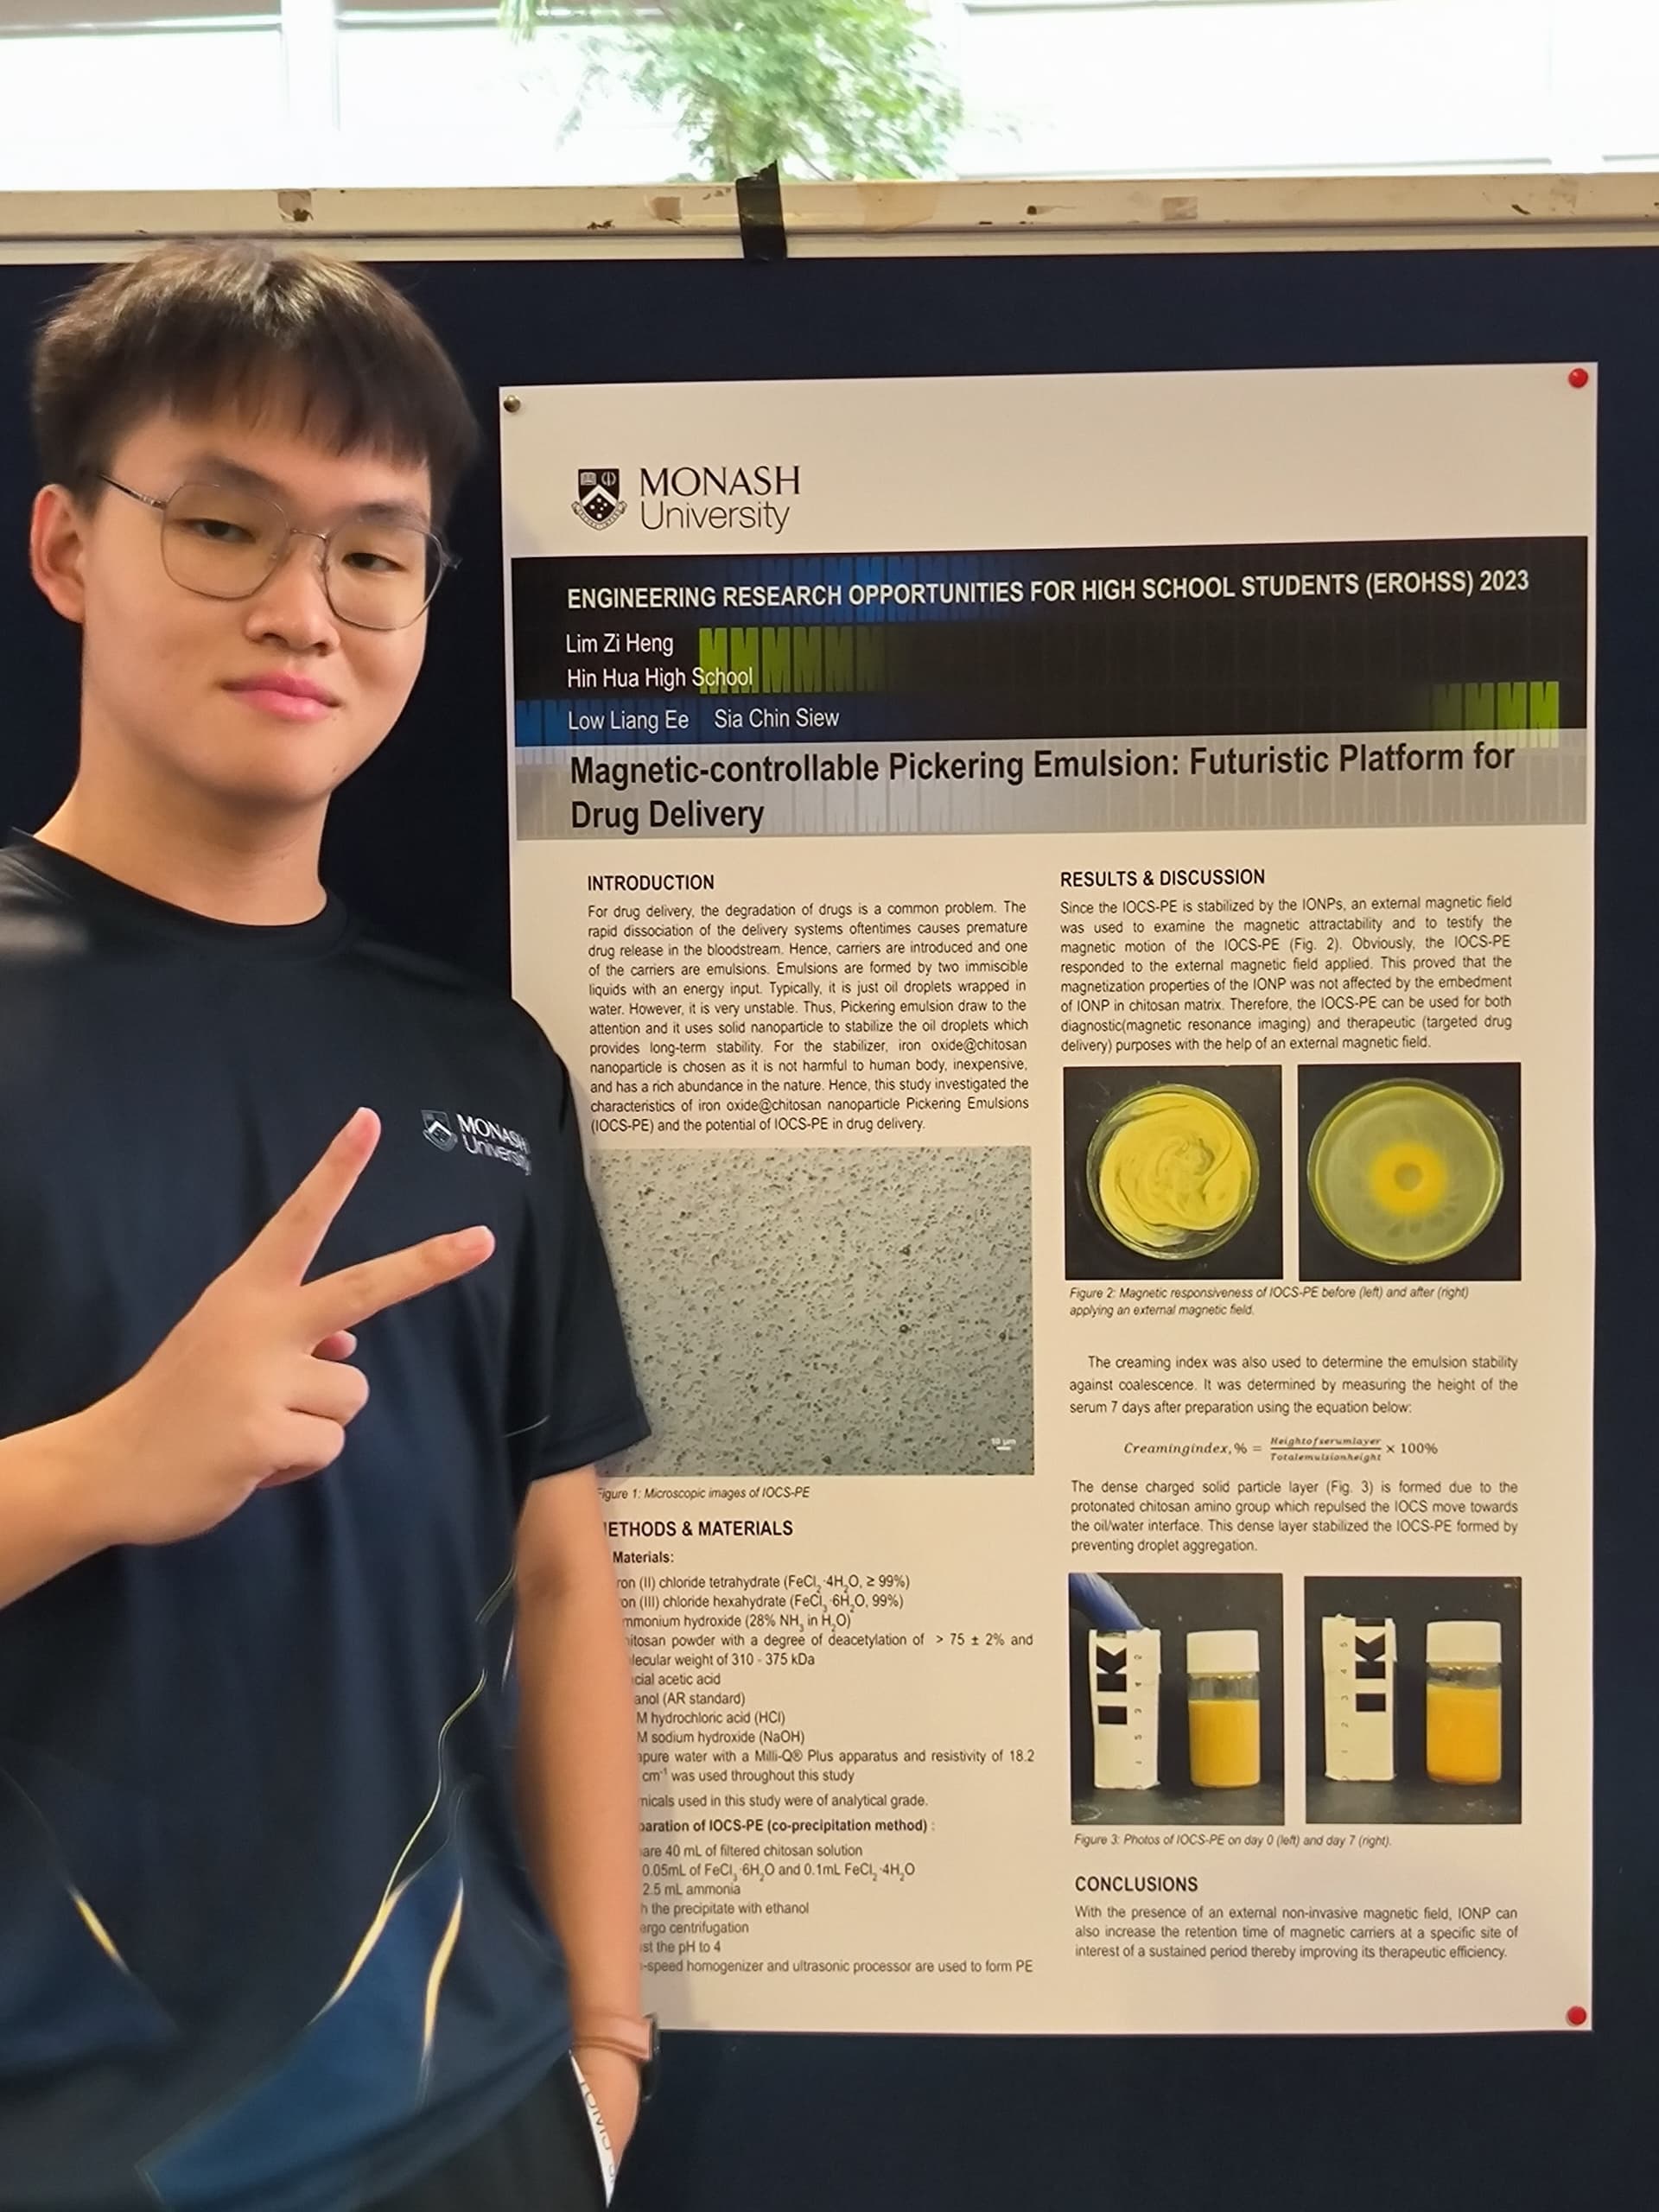 MONASH
University
ENGINEERING RESEARCH OPPORTUNITIES FOR HIGH SCHOOL STUDENTS (EROHSS) 2023
Lim Zi Heng
Hin Hua High School
Low Liang Ee Sia Chin Siew
Magnetic-controllable Pickering Emulsion: Futuristic Platform for
Drug Delivery
INTRODUCTION
For drug delivery, the degradation of drugs is a common problem. The
rapid dissociation of the delivery systems oftentimes causes premature
drug release in the bloodstream. Hence, carriers are introduced and one
of the carriers are emulsions. Emulsions are formed by two immiscible
liquids with an energy input. Typically, it is just oil droplets wrapped in
water. However, it is very unstable. Thus, Pickering emulsion draw to the
attention and it uses solid nanoparticle to stabilize the oil droplets which
provides long-term stability. For the stabilizer, iron oxide@chitosan
nanoparticle is chosen as it is not harmful to human body, inexpensive,
and has a rich abundance in the nature. Hence, this study investigated the
characteristics of iron oxide@chitosan nanoparticle Pickering Emulsions
(IOCS-PE) and the potential of IOCS-PE in drug delivery.
igure 1: Microscopic images of IOCS-PE
ETHODS & MATERIALS
Materials:
ron (II) chloride tetrahydrate (FeCl₂·4H₂O, ≥ 99%)
on (III) chloride hexahydrate (FeCl₃·6H₂O, 99%)
mmonium hydroxide (28% NH₃ in H₂O)
itosan powder with a degree of deacetylation of > 75 ± 2% and
lecular weight of 310 - 375 kDa
cial acetic acid
anol (AR standard)
M hydrochloric acid (HCl)
M sodium hydroxide (NaOH)
apure water with a Milli-Q® Plus apparatus and resistivity of 18.2
cm⁻¹ was used throughout this study
micals used in this study were of analytical grade.
paration of IOCS-PE (co-precipitation method) :
are 40 mL of filtered chitosan solution
0.05mL of FeCl₃·6H₂O and 0.1mL FeCl₂·4H₂O
2.5 mL ammonia
h the precipitate with ethanol
ergo centrifugation
st the pH to 4
-speed homogenizer and ultrasonic processor are used to form PE
RESULTS & DISCUSSION
Since the IOCS-PE is stabilized by the IONPs, an external magnetic field
was used to examine the magnetic attractability and to testify the
magnetic motion of the IOCS-PE (Fig. 2). Obviously, the IOCS-PE
responded to the external magnetic field applied. This proved that the
magnetization properties of the IONP was not affected by the embedment
of IONP in chitosan matrix. Therefore, the IOCS-PE can be used for both
diagnostic(magnetic resonance imaging) and therapeutic (targeted drug
delivery) purposes with the help of an external magnetic field.
Figure 2: Magnetic responsiveness of IOCS-PE before (left) and after (right)
applying an external magnetic field.
The creaming index was also used to determine the emulsion stability
against coalescence. It was determined by measuring the height of the
serum 7 days after preparation using the equation below:
Creamingindex, % = Heightofserumlayer / Totalemulsionheight × 100%
The dense charged solid particle layer (Fig. 3) is formed due to the
protonated chitosan amino group which repulsed the IOCS move towards
the oil/water interface. This dense layer stabilized the IOCS-PE formed by
preventing droplet aggregation.
Figure 3: Photos of IOCS-PE on day 0 (left) and day 7 (right).
CONCLUSIONS
With the presence of an external non-invasive magnetic field, IONP can
also increase the retention time of magnetic carriers at a specific site of
interest of a sustained period thereby improving its therapeutic efficiency.
MONASH
University